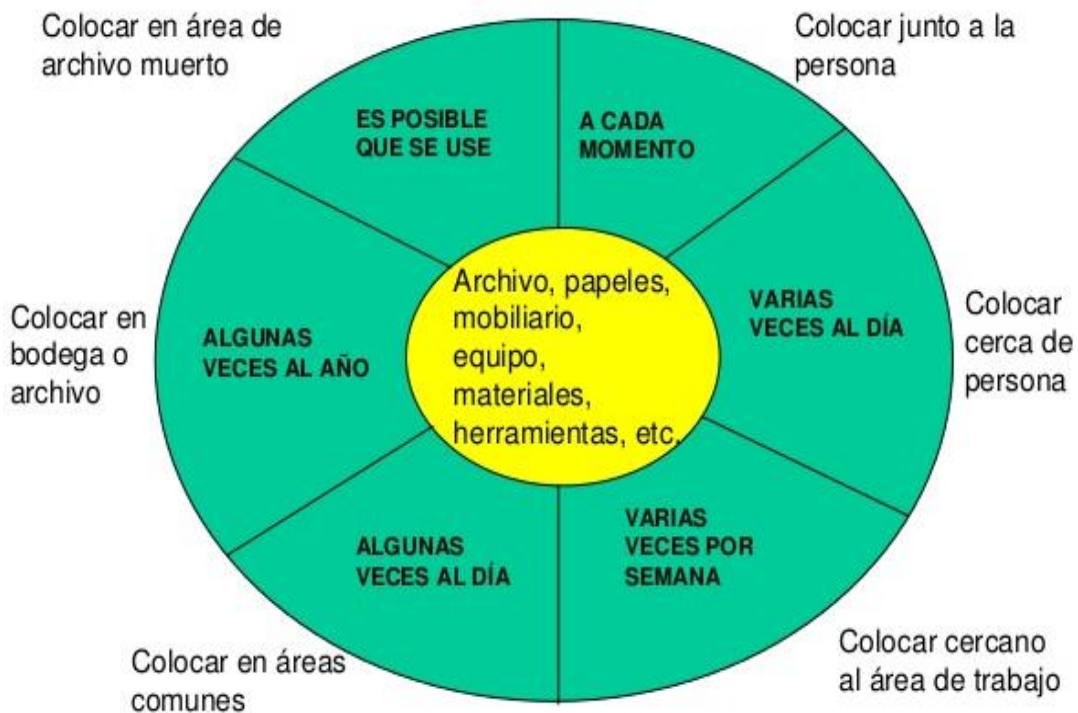 Colocar en área de
archivo muerto
Colocar junto a la
persona
ES POSIBLE
QUE SE USE
A CADA
MOMENTO
Archivo, papeles,
mobiliario,
equipo,
materiales,
herramientas, etc.
VARIAS
VECES AL DÍA
Colocar
cerca de
persona
Colocar en
bodega o
archivo
ALGUNAS
VECES AL AÑO
ALGUNAS
VECES AL DÍA
VARIAS
VECES POR
SEMANA
Colocar en áreas
comunes
Colocar cercano
al área de trabajo